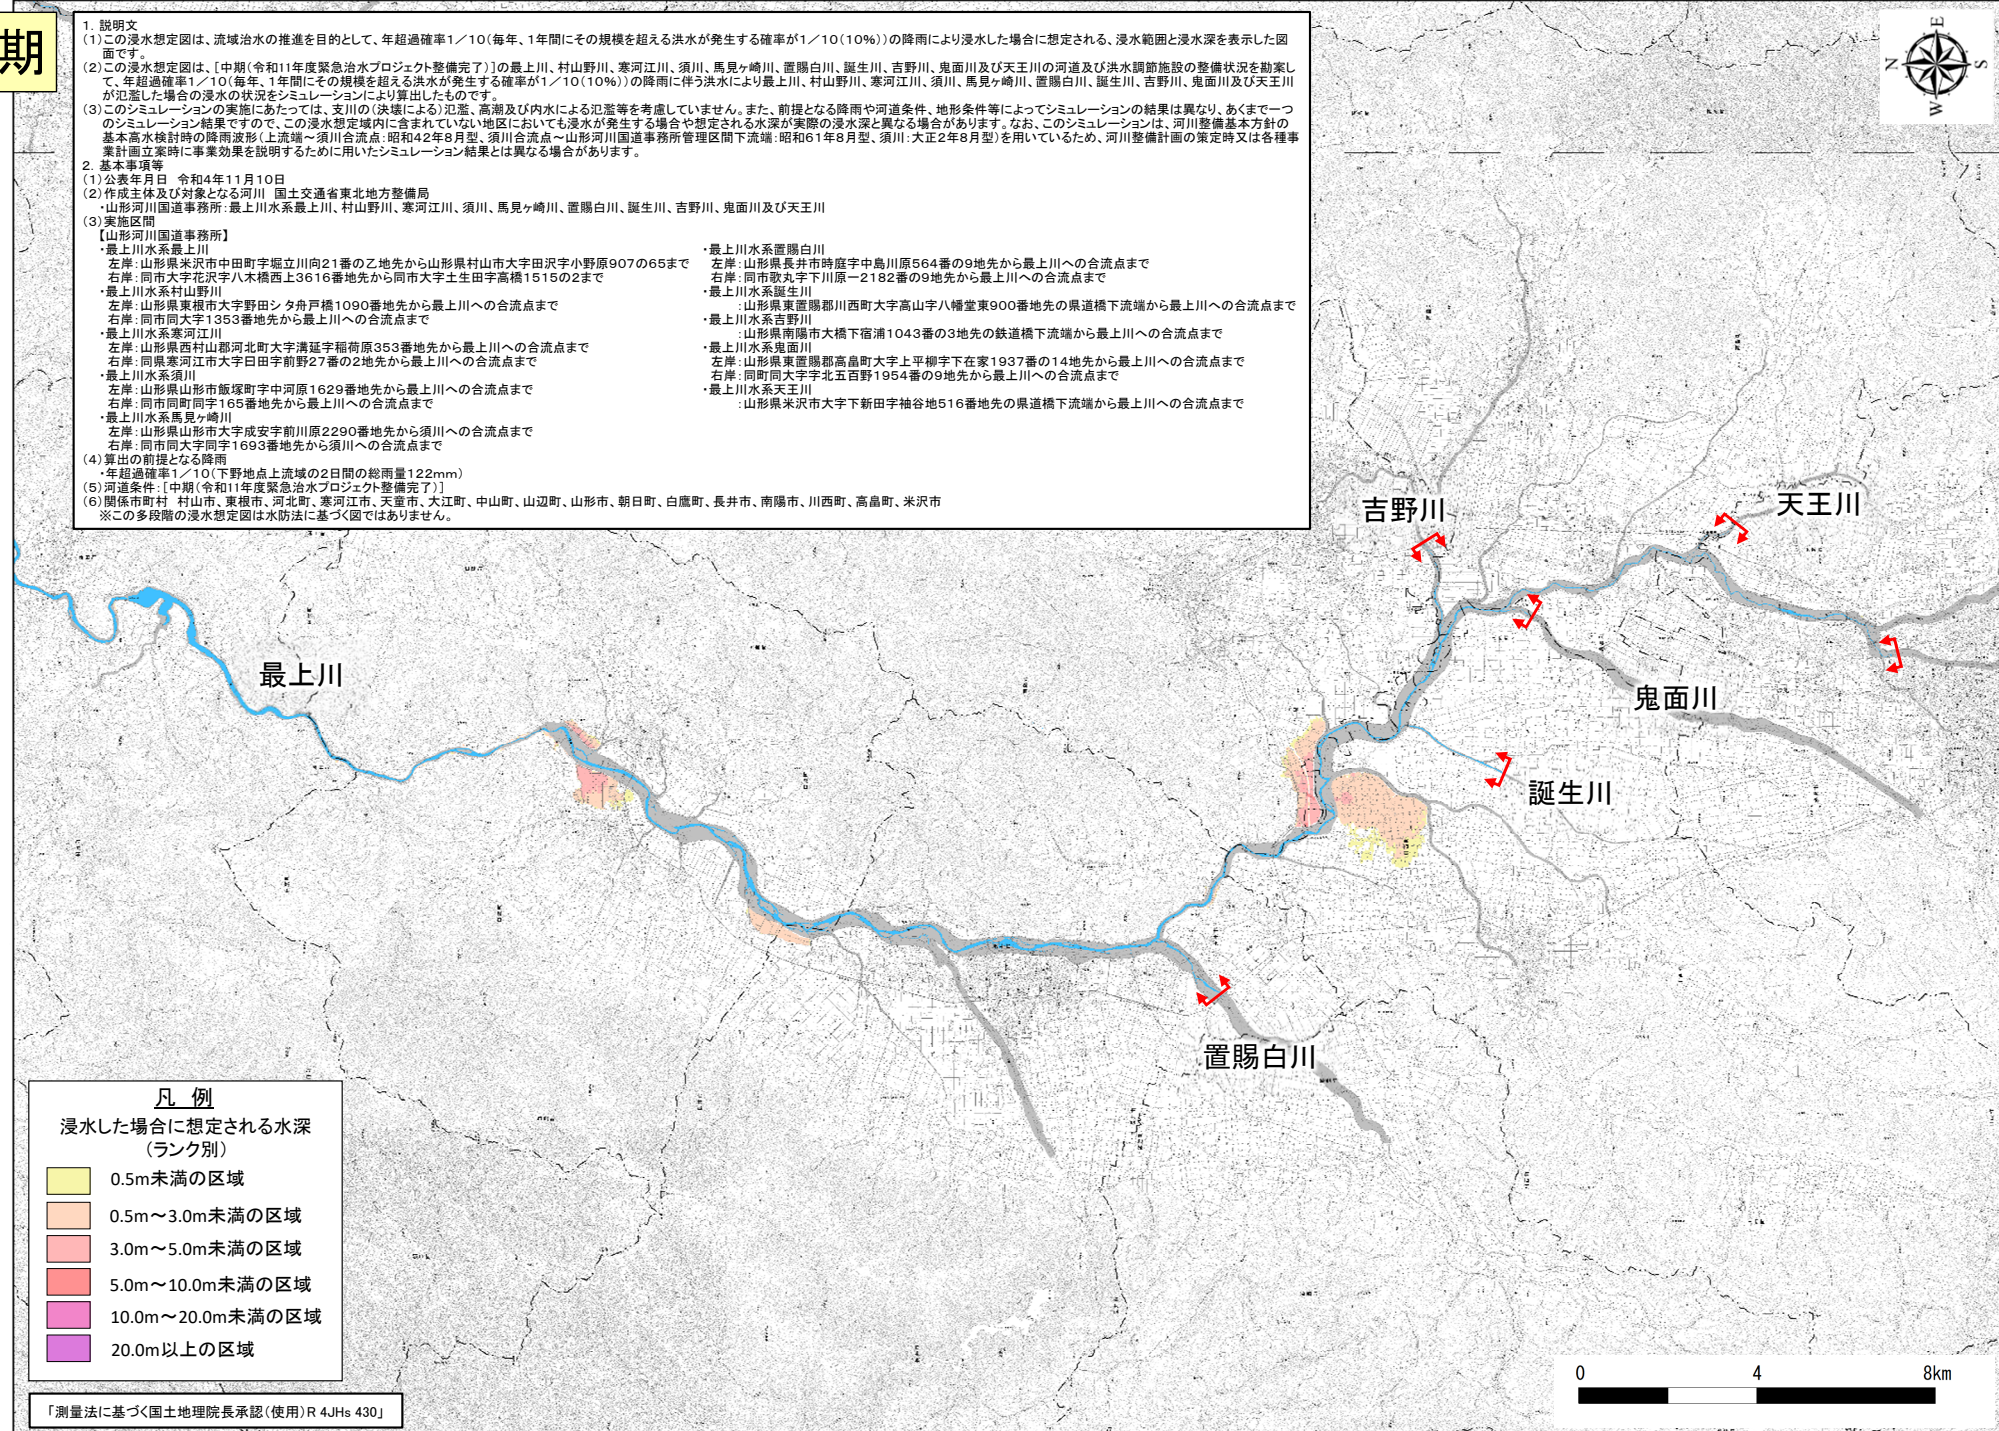 期
1. 説明文
(1)この浸水想定図は、流域治水の推進を目的として、年超過確率1/10(毎年、1年間にその規模を超える洪水が発生する確率が1/10(10%))の降雨により浸水した場合に想定される、浸水範囲と浸水深を表示した図
面です。
(2)この浸水想定図は、[中期(令和11年度緊急治水プロジェクト整備完了)]の最上川、村山野川、寒河江川、須川、馬見ヶ崎川、置賜白川、誕生川、吉野川、鬼面川及び天王川の河道及び洪水調節施設の整備状況を勘案し
て、年超過確率1/10(毎年、1年間にその規模を超える洪水が発生する確率が1/10(10%))の降雨に伴う洪水により最上川、村山野川、寒河江川、須川、馬見ヶ崎川、置賜白川、誕生川、吉野川、鬼面川及び天王川
が氾濫した場合の浸水の状況をシミュレーションにより算出したものです。
(3)このシミュレーションの実施にあたっては、支川の(決壊による)氾濫、高潮及び内水による氾濫等を考慮していません。また、前提となる降雨や河道条件、地形条件等によってシミュレーションの結果は異なり、あくまで一つ
のシミュレーション結果ですので、この浸水想定域内に含まれていない地区においても浸水が発生する場合や想定される水深が実際の浸水深と異なる場合があります。なお、このシミュレーションは、河川整備基本方針の
基本高水検討時の降雨波形(上流端～須川合流点:昭和42年8月型、須川合流点～山形河川国道事務所管理区間下流端:昭和61年8月型、須川:大正2年8月型)を用いているため、河川整備計画の策定時又は各種事
業計画立案時に事業効果を説明するために用いたシミュレーション結果とは異なる場合があります。
2. 基本事項等
(1)公表年月日 令和4年11月10日
(2)作成主体及び対象となる河川 国土交通省東北地方整備局
・山形河川国道事務所:最上川水系最上川、村山野川、寒河江川、須川、馬見ヶ崎川、置賜白川、誕生川、吉野川、鬼面川及び天王川
(3)実施区間
【山形河川国道事務所】
・最上川水系最上川
左岸:山形県米沢市中田町字堀立川向21番の乙地先から山形県村山市大字田沢字小野原907の65まで
右岸:同市大字花沢字八木橋西上3616番地先から同市大字土生田字高橋1515の2まで
・最上川水系村山野川
左岸:山形県東根市大字野田シタ舟戸橋1090番地先から最上川への合流点まで
右岸:同市同大字1353番地先から最上川への合流点まで
・最上川水系寒河江川
左岸:山形県西村山郡河北町大字溝延字稲荷原353番地先から最上川への合流点まで
右岸:同県寒河江市大字日田字前野27番の2地先から最上川への合流点まで
・最上川水系須川
左岸:山形県山形市飯塚町字中河原1629番地先から最上川への合流点まで
右岸:同市同町同字165番地先から最上川への合流点まで
・最上川水系馬見ヶ崎川
左岸:山形県山形市大字成安字前川原2290番地先から須川への合流点まで
右岸:同市同大字同字1693番地先から須川への合流点まで
・最上川水系置賜白川
左岸:山形県長井市時庭字中島川原564番の9地先から最上川への合流点まで
右岸:同市歌丸字下川原一2182番の9地先から最上川への合流点まで
・最上川水系誕生川
:山形県東置賜郡川西町大字高山字八幡堂東900番地先の県道橋下流端から最上川への合流点まで
・最上川水系吉野川
:山形県南陽市大橋下宿浦1043番の3地先の鉄道橋下流端から最上川への合流点まで
・最上川水系鬼面川
左岸:山形県東置賜郡高畠町大字上平柳字下在家1937番の14地先から最上川への合流点まで
右岸:同町同大字字北五百野1954番の9地先から最上川への合流点まで
・最上川水系天王川
:山形県米沢市大字下新田字袖谷地516番地先の県道橋下流端から最上川への合流点まで
(4)算出の前提となる降雨
・年超過確率1/10(下野地点上流域の2日間の総雨量122mm)
(5)河道条件:[中期(令和11年度緊急治水プロジェクト整備完了)]
(6)関係市町村 村山市、東根市、河北町、寒河江市、天童市、大江町、中山町、山辺町、山形市、朝日町、白鷹町、長井市、南陽市、川西町、高畠町、米沢市
※この多段階の浸水想定図は水防法に基づく図ではありません。
N
E
S
W
吉野川
天王川
最上川
鬼面川
誕生川
置賜白川
凡 例
浸水した場合に想定される水深
(ランク別)
0.5m未満の区域
0.5m～3.0m未満の区域
3.0m～5.0m未満の区域
5.0m～10.0m未満の区域
10.0m～20.0m未満の区域
20.0m以上の区域
「測量法に基づく国土地理院長承認(使用)R 4JHs 430」
0 4 8km